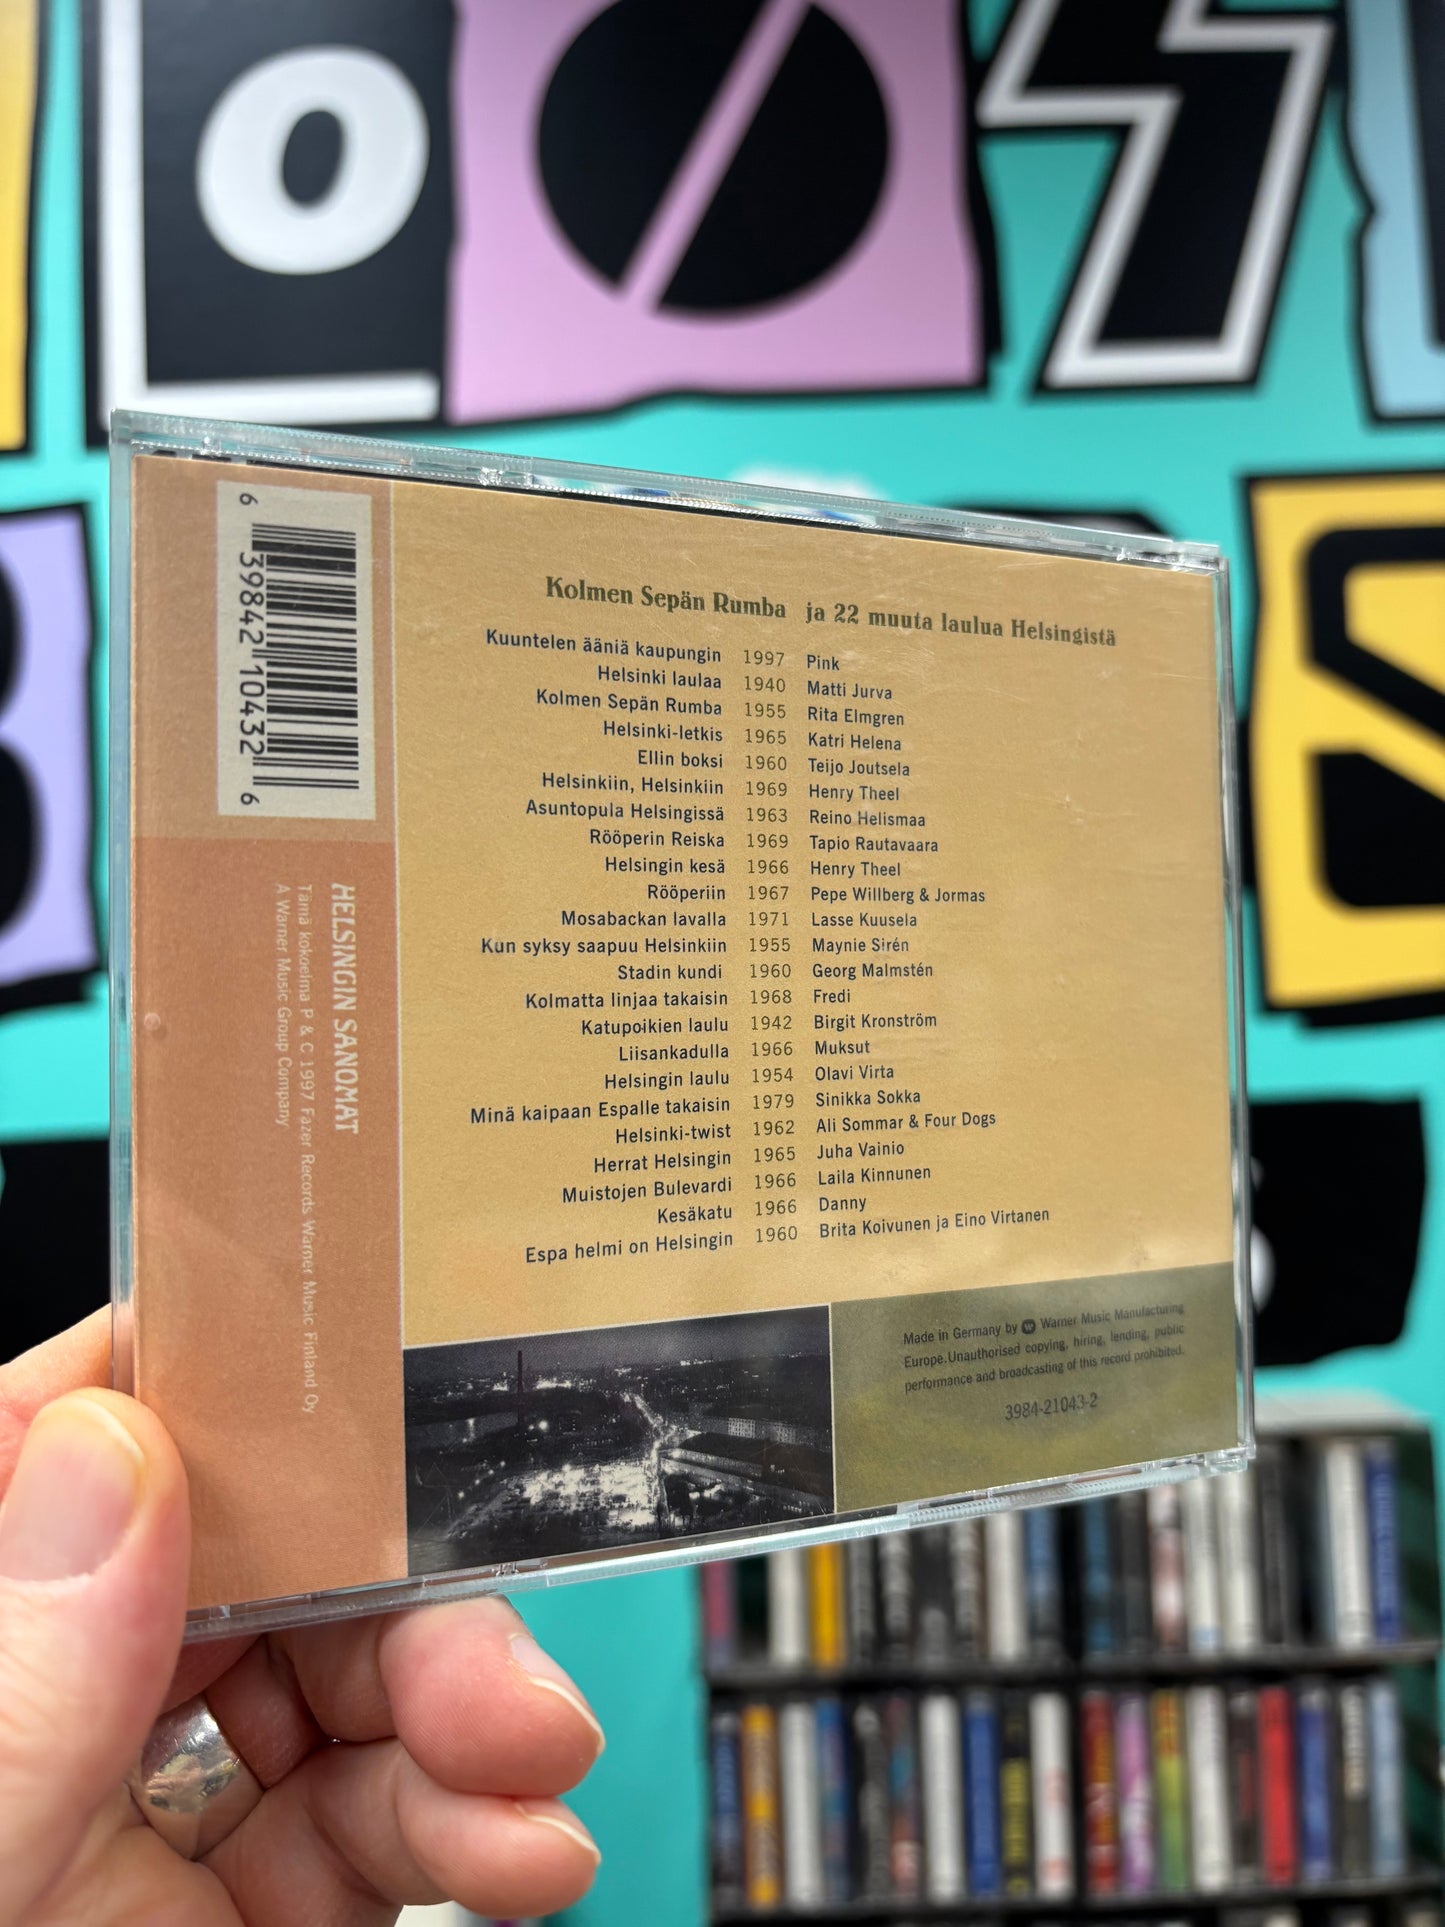 Kolmen Sepän Rumba ja 22 muuta laulua Helsingistä
Kuuntelen ääniä kaupungin 1997 Pink
Helsinki laulaa 1940 Matti Jurva
Kolmen Sepän Rumba 1955 Rita Elmgren
Helsinki-letkis 1965 Katri Helena
Ellin boksi 1960 Teijo Joutsela
Helsinkiin, Helsinkiin 1969 Henry Theel
Asuntopula Helsingissä 1963 Reino Helismaa
Rööperin Reiska 1969 Tapio Rautavaara
Helsingin kesä 1966 Henry Theel
Rööperiin 1967 Pepe Willberg & Jormas
Mosabackan lavalla 1971 Lasse Kuusela
Kun syksy saapuu Helsinkiin 1955 Maynie Sirén
Stadin kundi 1960 Georg Malmstén
Kolmatta linjaa takaisin 1968 Fredi
Katupoikien laulu 1942 Birgit Kronström
Liisankadulla 1966 Muksut
Helsingin laulu 1954 Olavi Virta
Minä kaipaan Espalle takaisin 1979 Sinikka Sokka
Helsinki-twist 1962 Ali Sommar & Four Dogs
Herrat Helsingin 1965 Juha Vainio
Muistojen Bulevardi 1966 Laila Kinnunen
Kesäkatu 1966 Danny
Espa helmi on Helsingin 1960 Brita Koivunen ja Eino Virtanen
Made in Germany by W Warner Music Manufacturing
Europe.Unauthorised copying, hiring, lending, public
performance and broadcasting of this record prohibited.
3984-21043-2
6 39842 10432 6
HELSINGIN SANOMAT
Tämä kokoelma P & C 1997 Fazer Records Warner Music Finland Oy
A Warner Music Group Company